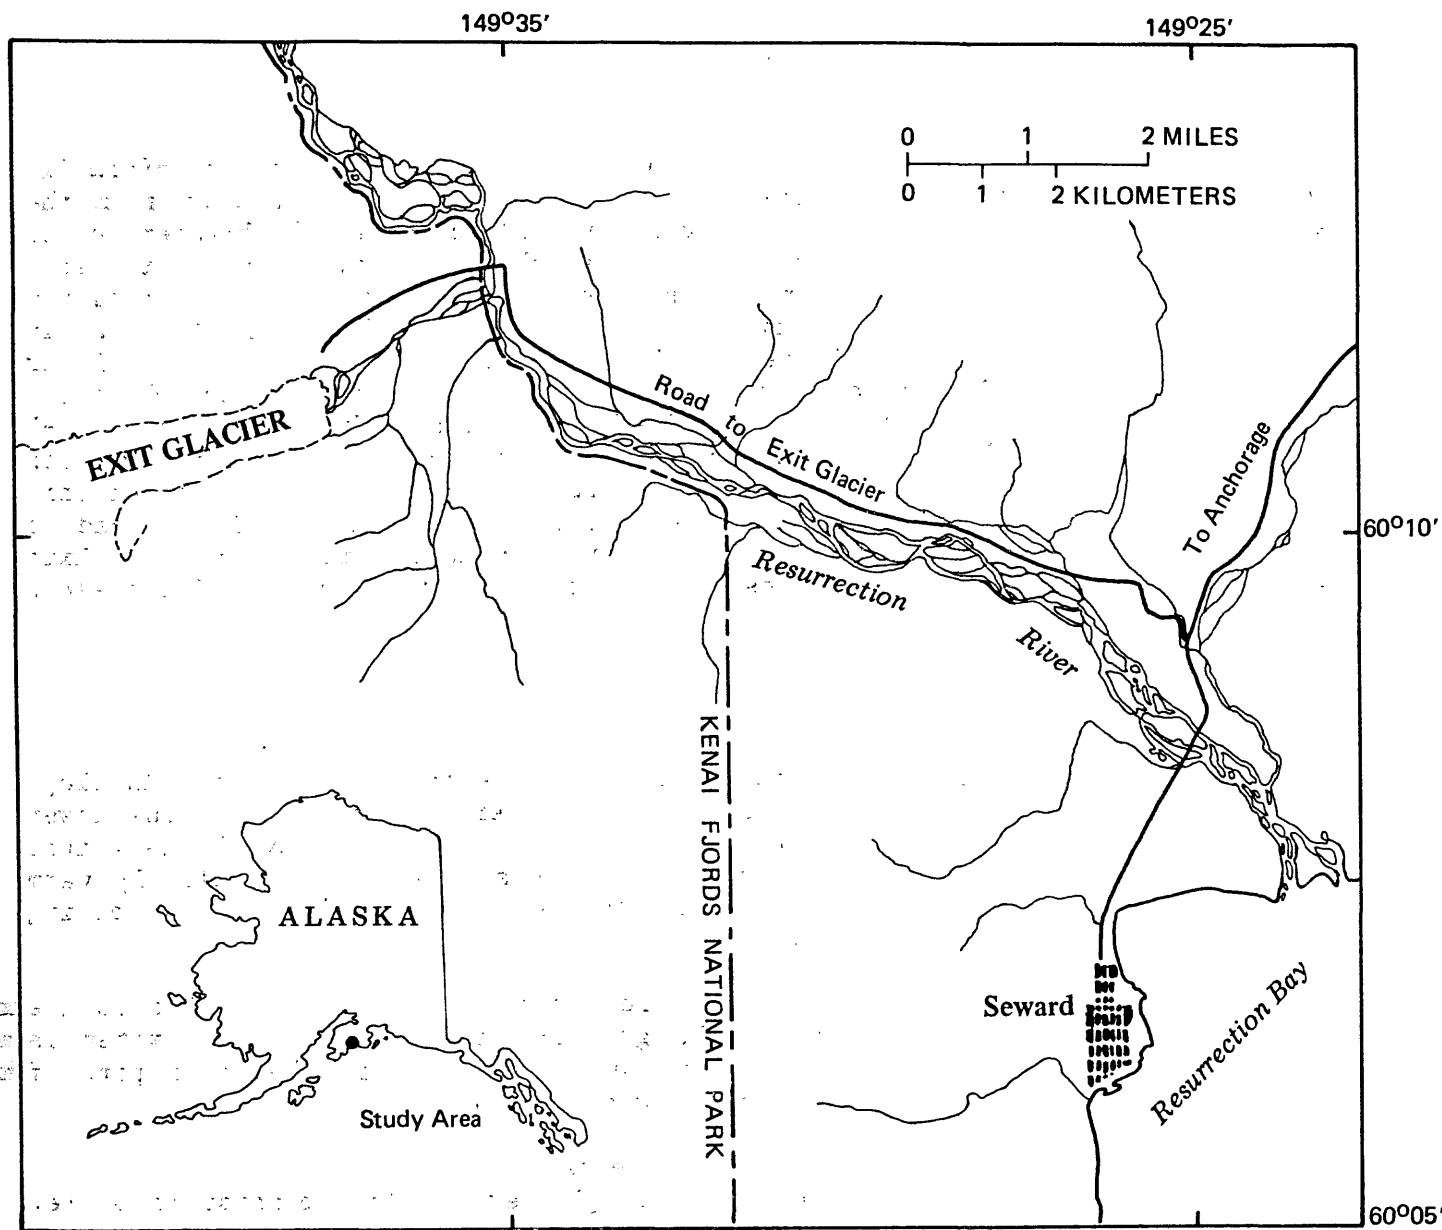 149°35′
149°25′
0 1 2 MILES
0 1 2 KILOMETERS
Road to Exit Glacier
EXIT GLACIER
To Anchorage
60°10′
Resurrection
River
KENAI FJORDS NATIONAL PARK
ALASKA
Seward
Resurrection Bay
Study Area
60°05′